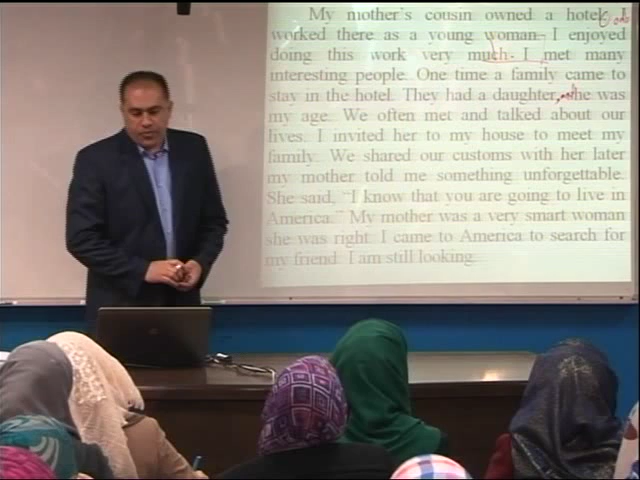 My mother's cousin owned a hotel. I
worked there as a young woman I enjoyed
doing this work very much. I met many
interesting people. One time a family came to
stay in the hotel. They had a daughter, she was
my age. We often met and talked about our
lives. I invited her to my house to meet my
family. We shared our customs with her later
my mother told me something unforgettable.
She said, “I know that you are going to live in
America.” My mother was a very smart woman
she was right. I came to America to search for
my friend. I am still looking.